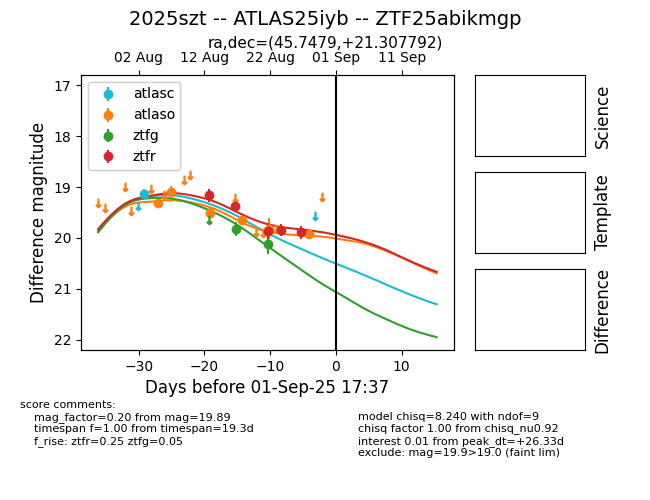 2025szt -- ATLAS25iyb -- ZTF25abikmgp
ra,dec=(45.7479,+21.307792)
02 Aug 12 Aug 22 Aug 01 Sep 11 Sep
atlasc
atlaso
ztfg
ztfr
17
18
19
20
21
22
Difference magnitude
−30 −20 −10 0 10
Days before 01-Sep-25 17:37
Science
Template
Difference
score comments:
mag_factor=0.20 from mag=19.89
timespan f=1.00 from timespan=19.3d
f_rise: ztfr=0.25 ztfg=0.05
model chisq=8.240 with ndof=9
chisq factor 1.00 from chisq_nu0.92
interest 0.01 from peak_dt=+26.33d
exclude: mag=19.9>19.0 (faint lim)